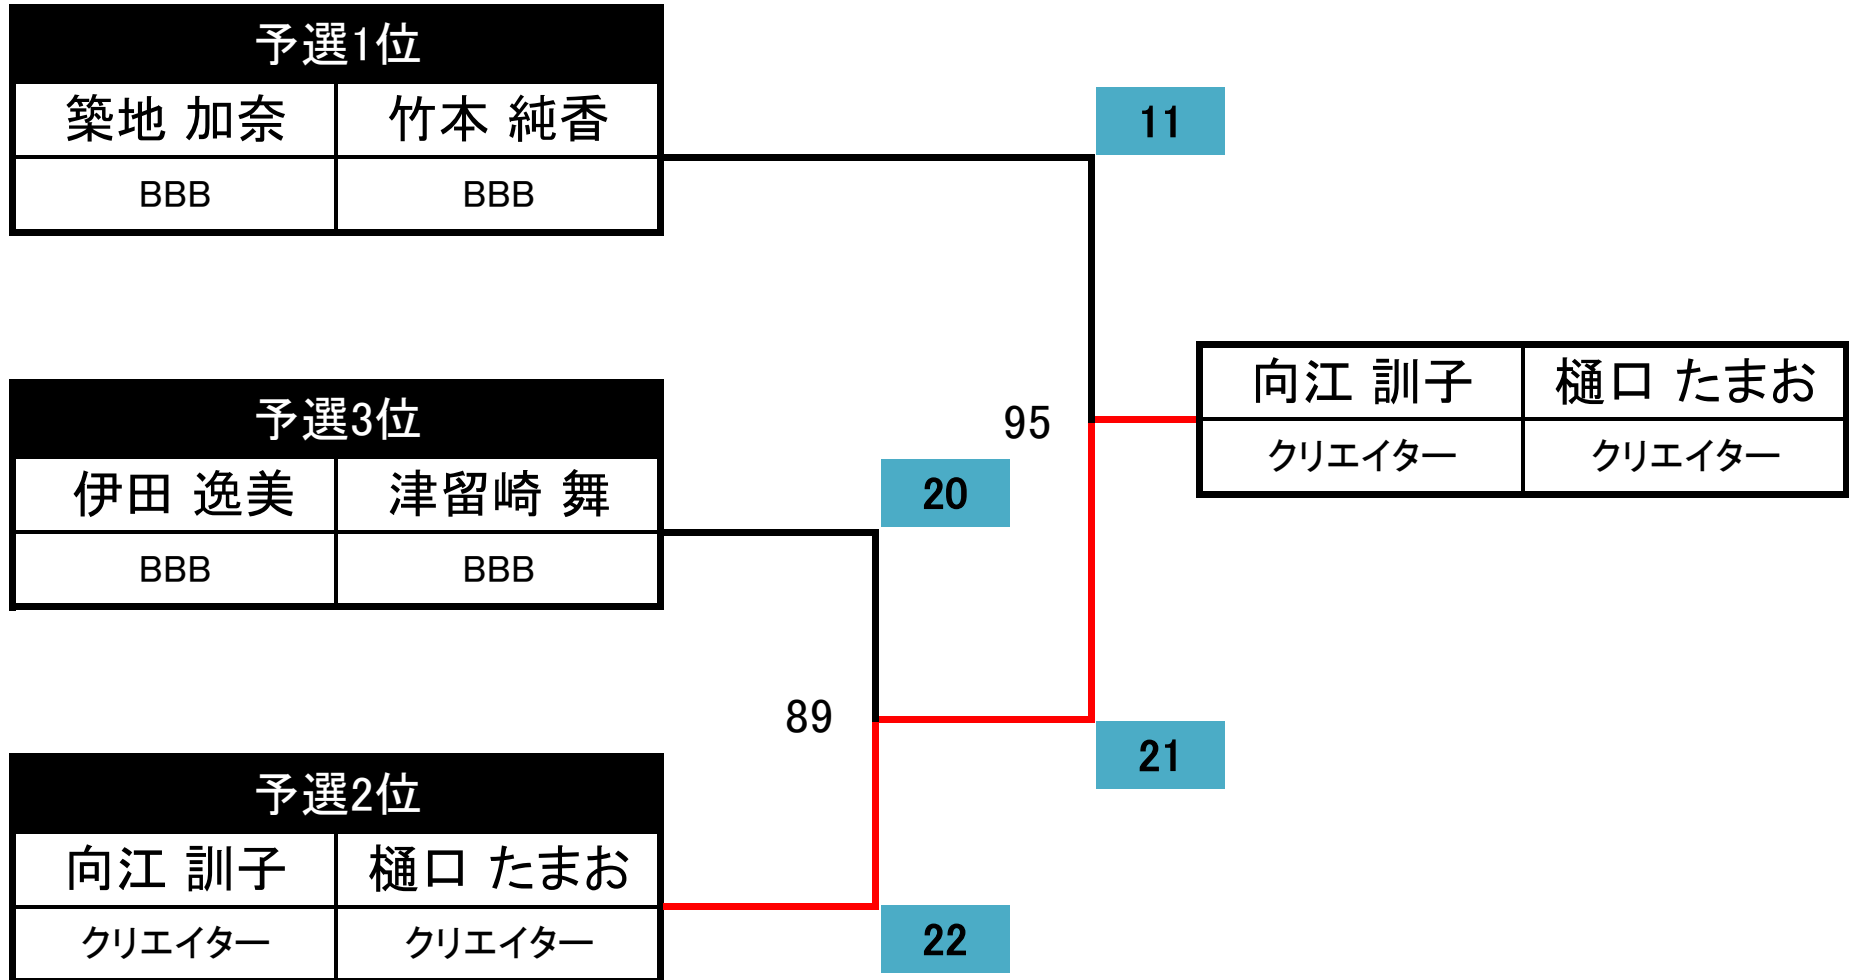 予選1位
築地 加奈 竹本 純香
BBB BBB
11
予選3位
伊田 逸美 津留崎 舞
BBB BBB
20
95
向江 訓子 樋口 たまお
クリエイター クリエイター
89
21
予選2位
向江 訓子 樋口 たまお
クリエイター クリエイター
22